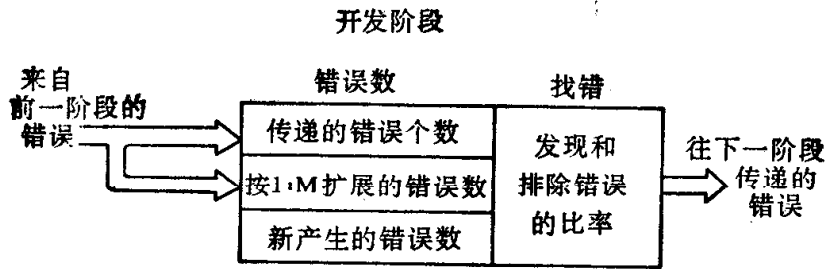 开发阶段
来自
前一阶段的
错误
错误数
找错
传递的错误个数
按1:M扩展的错误数
新产生的错误数
发现和
排除错误
的比率
往下一阶段
传递的
错误